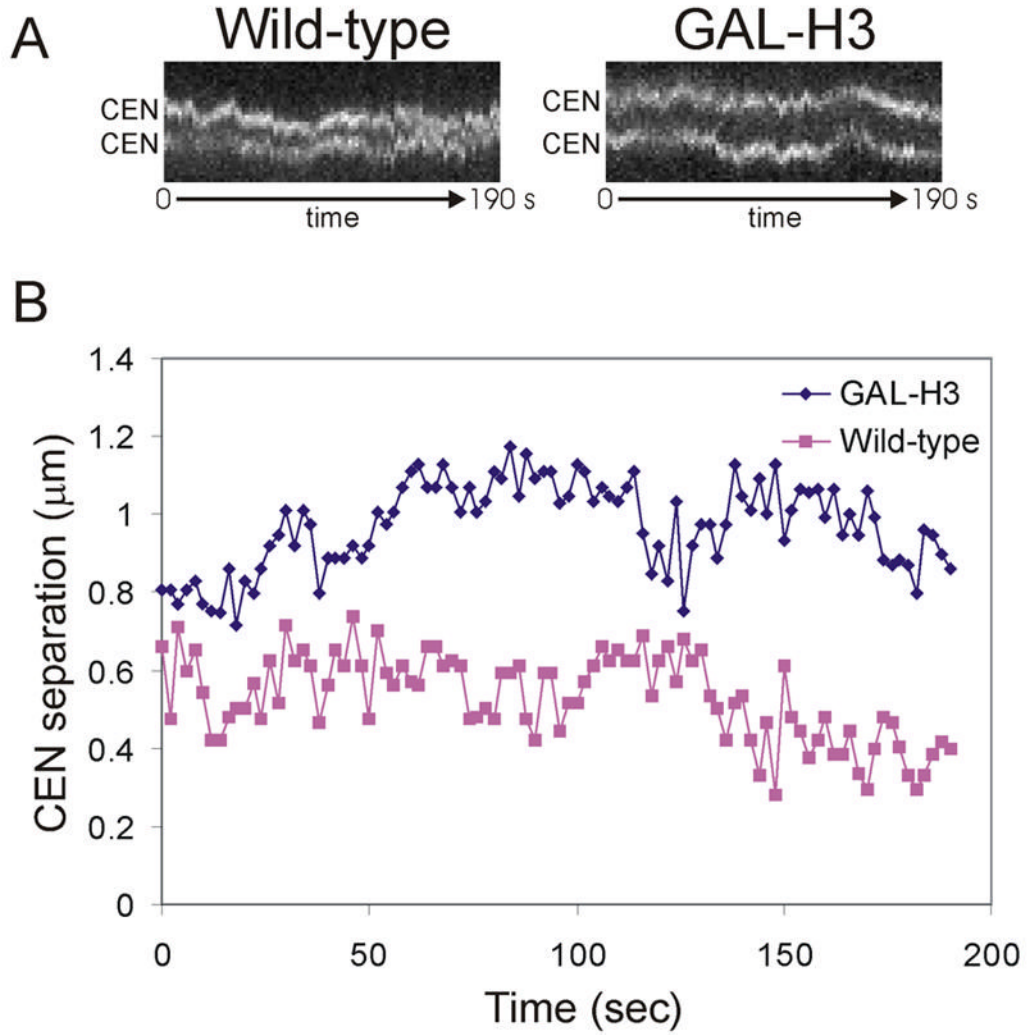 A
Wild-type
GAL-H3
CEN
CEN
0 190 s
time
CEN
CEN
0 190 s
time
B
1.4
1.2
1
0.8
0.6
0.4
0.2
0
CEN separation (μm)
GAL-H3
Wild-type
0 50 100 150 200
Time (sec)